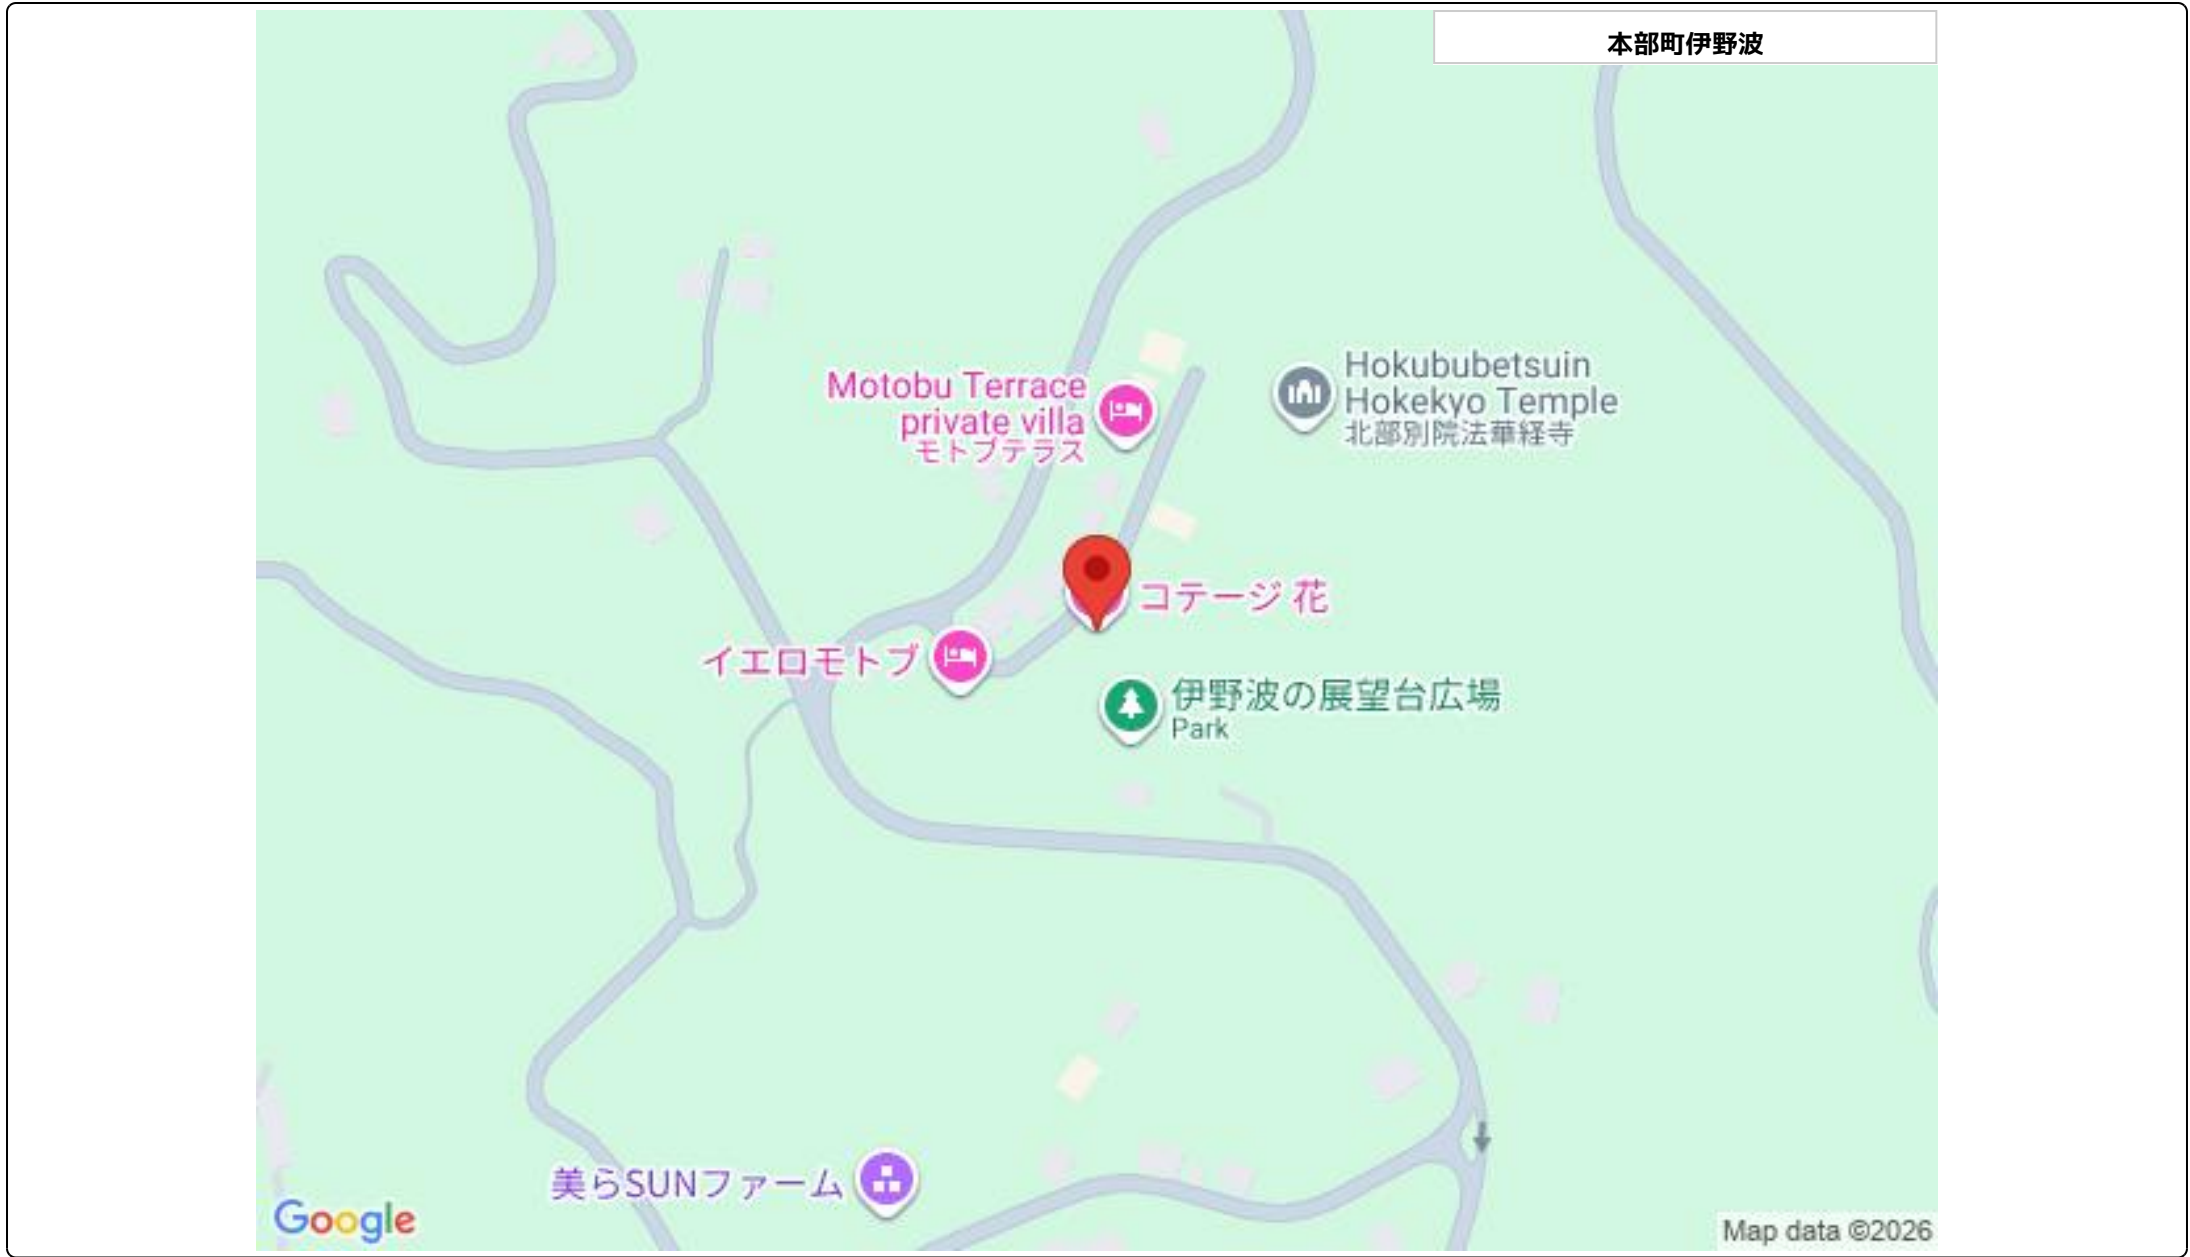 本部町伊野波
Motobu Terrace
private villa
モトブテラス
Hokububetsuin
Hokekyo Temple
北部別院法華経寺
コテージ 花
イエロモトブ
伊野波の展望台広場
Park
美らSUNファーム
Google
Map data ©2026